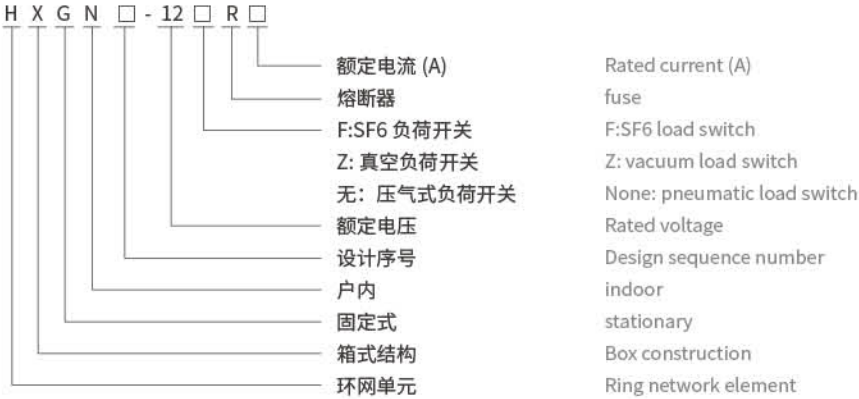 H X G N □ - 12 □ R □
额定电流 (A) Rated current (A)
熔断器 fuse
F:SF6 负荷开关 F:SF6 load switch
Z: 真空负荷开关 Z: vacuum load switch
无：压气式负荷开关 None: pneumatic load switch
额定电压 Rated voltage
设计序号 Design sequence number
户内 indoor
固定式 stationary
箱式结构 Box construction
环网单元 Ring network element